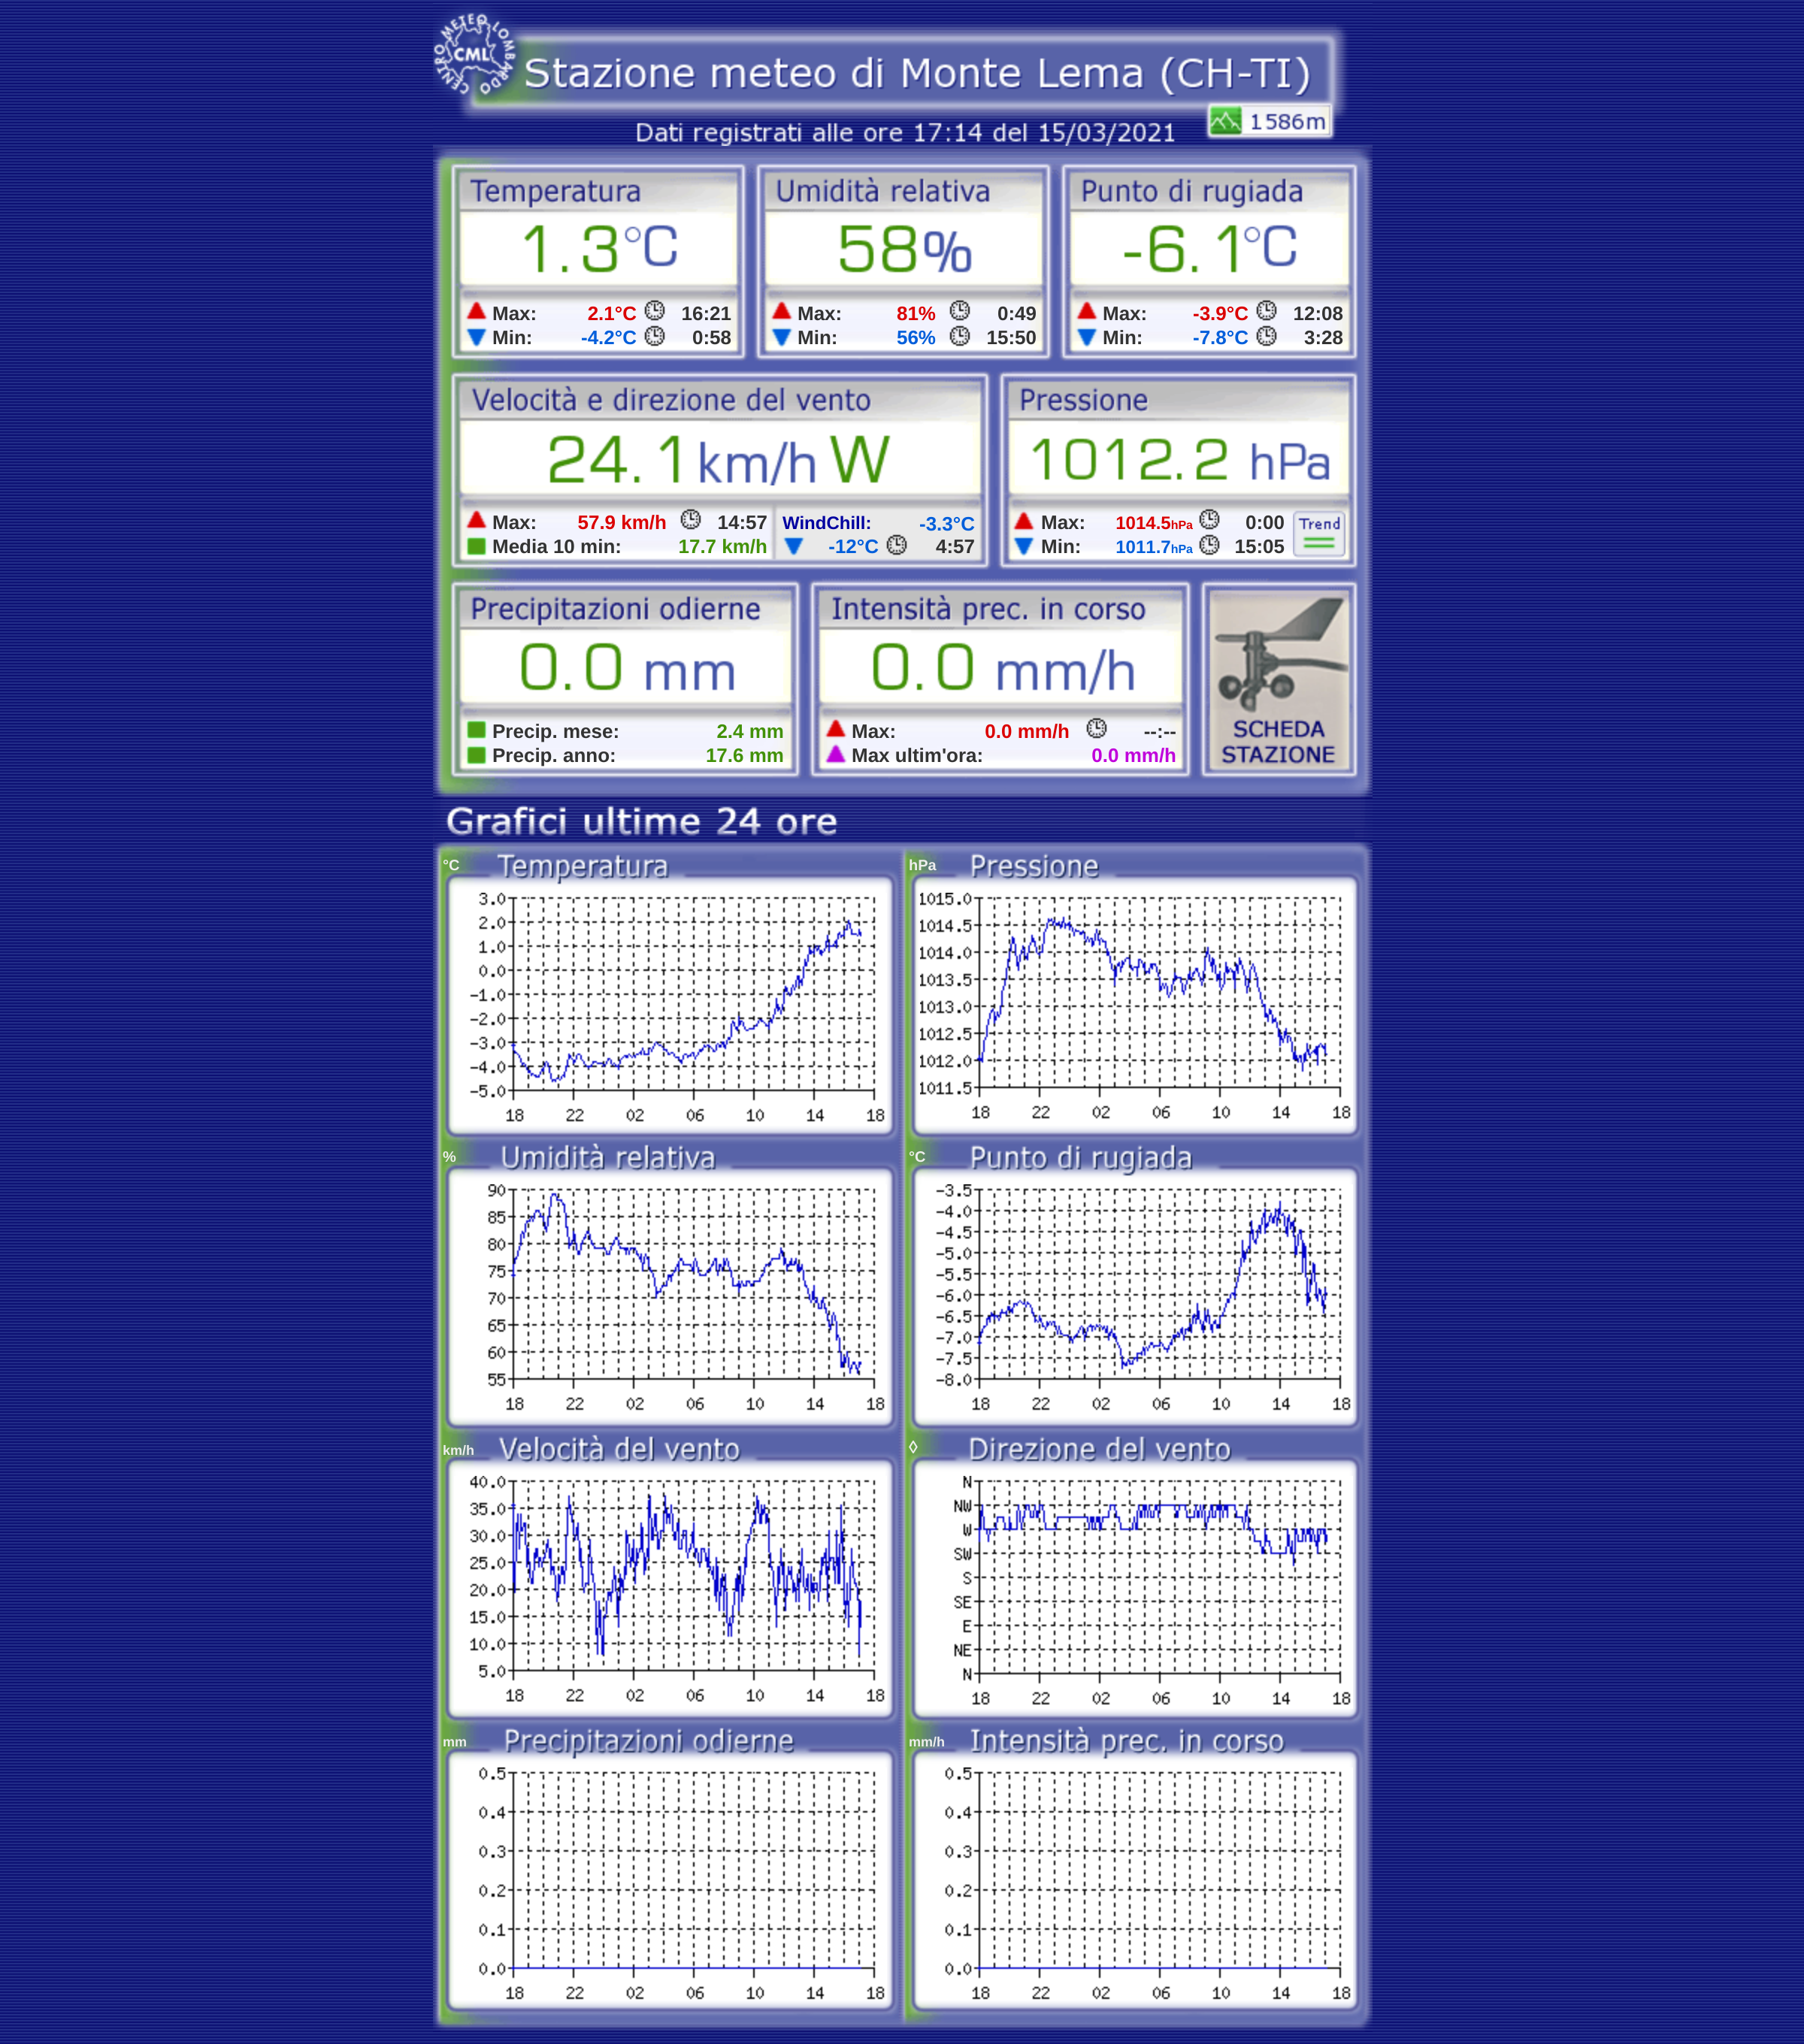 CENTRO METEO LOMBARDO
CML
Stazione meteo di Monte Lema (CH-TI)
1586m
Dati registrati alle ore 17:14 del 15/03/2021
Temperatura Umidità relativa Punto di rugiada
1.3°C 58% -6.1°C
Max: 2.1°C 16:21 Max: 81% 0:49 Max: -3.9°C 12:08
Min: -4.2°C 0:58 Min: 56% 15:50 Min: -7.8°C 3:28
Velocità e direzione del vento Pressione
24.1 km/h W 1012.2 hPa
Max: 57.9 km/h 14:57 WindChill: -3.3°C Max: 1014.5hPa 0:00 Trend
Media 10 min: 17.7 km/h -12°C 4:57 Min: 1011.7hPa 15:05
Precipitazioni odierne Intensità prec. in corso
0.0 mm 0.0 mm/h
Precip. mese: 2.4 mm Max: 0.0 mm/h --:-- SCHEDA
Precip. anno: 17.6 mm Max ultim'ora: 0.0 mm/h STAZIONE
Grafici ultime 24 ore
°C Temperatura hPa Pressione
3.0 1015.0
2.0 1014.5
1.0 1014.0
0.0 1013.5
-1.0 1013.0
-2.0 1012.5
-3.0 1012.0
-4.0 1011.5
-5.0
18 22 02 06 10 14 18 18 22 02 06 10 14 18
% Umidità relativa °C Punto di rugiada
90 -3.5
85 -4.0
80 -4.5
75 -5.0
70 -5.5
65 -6.0
60 -6.5
55 -7.0
-7.5
-8.0
18 22 02 06 10 14 18 18 22 02 06 10 14 18
km/h Velocità del vento ◊ Direzione del vento
40.0 N
35.0 NW
30.0 W
25.0 SW
20.0 S
15.0 SE
10.0 E
5.0 NE
N
18 22 02 06 10 14 18 18 22 02 06 10 14 18
mm Precipitazioni odierne mm/h Intensità prec. in corso
0.5 0.5
0.4 0.4
0.3 0.3
0.2 0.2
0.1 0.1
0.0 0.0
18 22 02 06 10 14 18 18 22 02 06 10 14 18